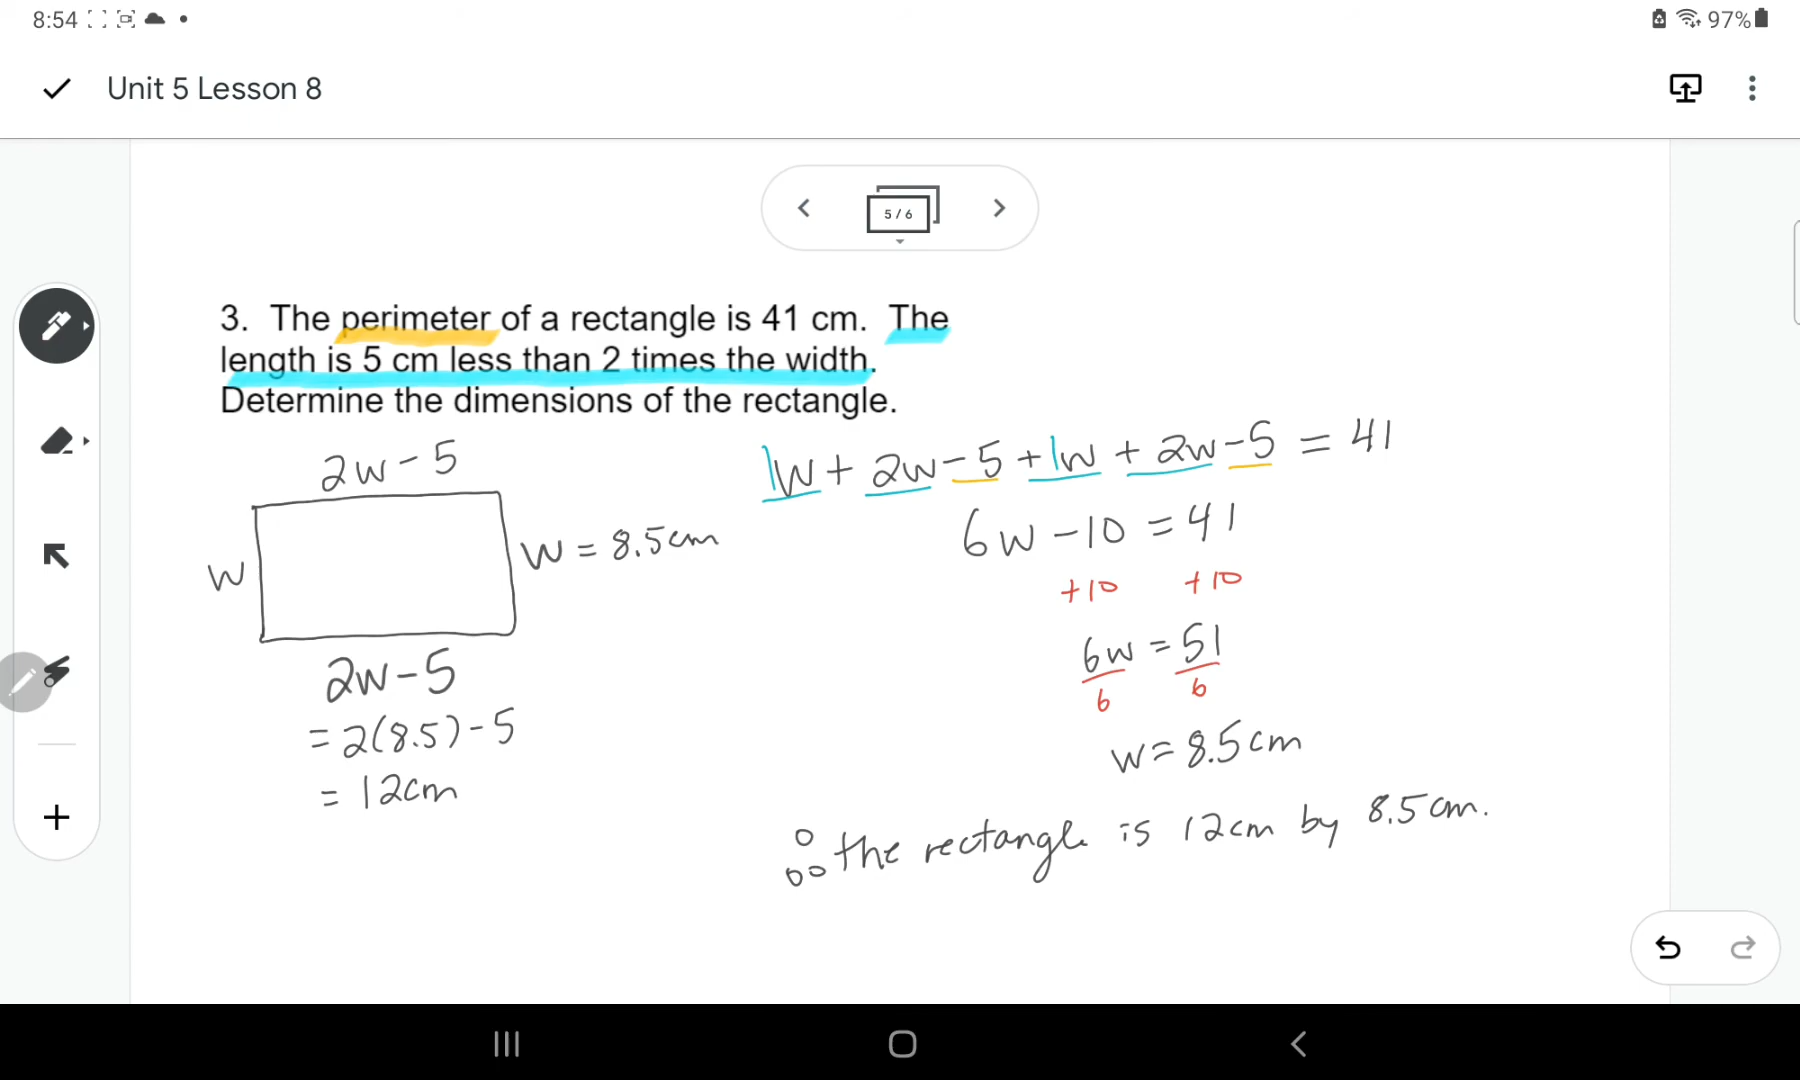 8:54
97%
Unit 5 Lesson 8
5 / 6
3. The perimeter of a rectangle is 41 cm. The
length is 5 cm less than 2 times the width.
Determine the dimensions of the rectangle.
2w - 5
w
w = 8.5cm
2w - 5
= 2(8.5) - 5
= 12cm
1w + 2w - 5 + 1w + 2w - 5 = 41
6w - 10 = 41
+10 +10
6w = 51
6 6
w = 8.5cm
∴ the rectangle is 12cm by 8.5cm.